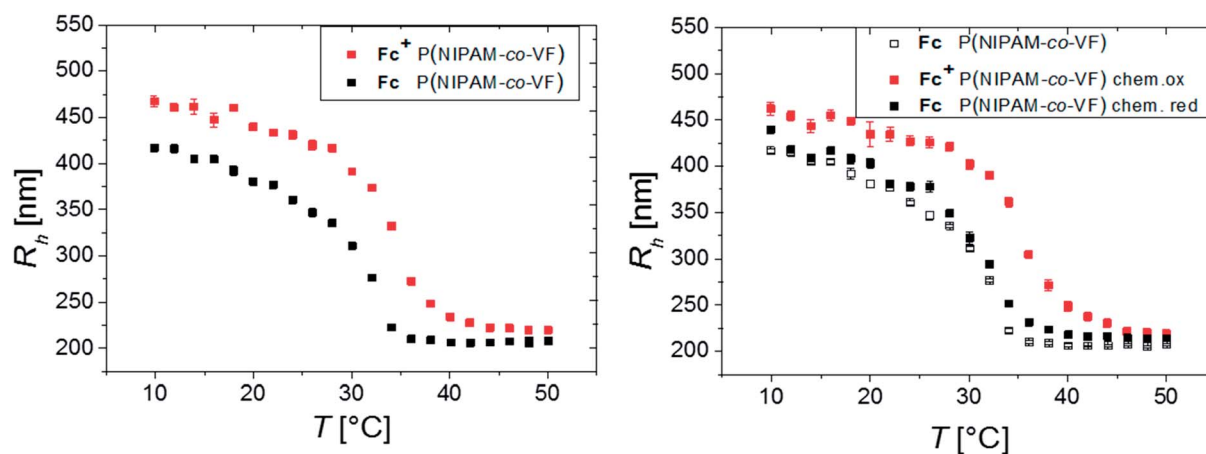 550
500
450
400
350
300
250
200
10 20 30 40 50
R_h [nm]
T [°C]
Fc⁺ P(NIPAM-co-VF)
Fc P(NIPAM-co-VF)
550
500
450
400
350
300
250
200
10 20 30 40 50
R_h [nm]
T [°C]
Fc P(NIPAM-co-VF)
Fc⁺ P(NIPAM-co-VF) chem.ox
Fc P(NIPAM-co-VF) chem. red